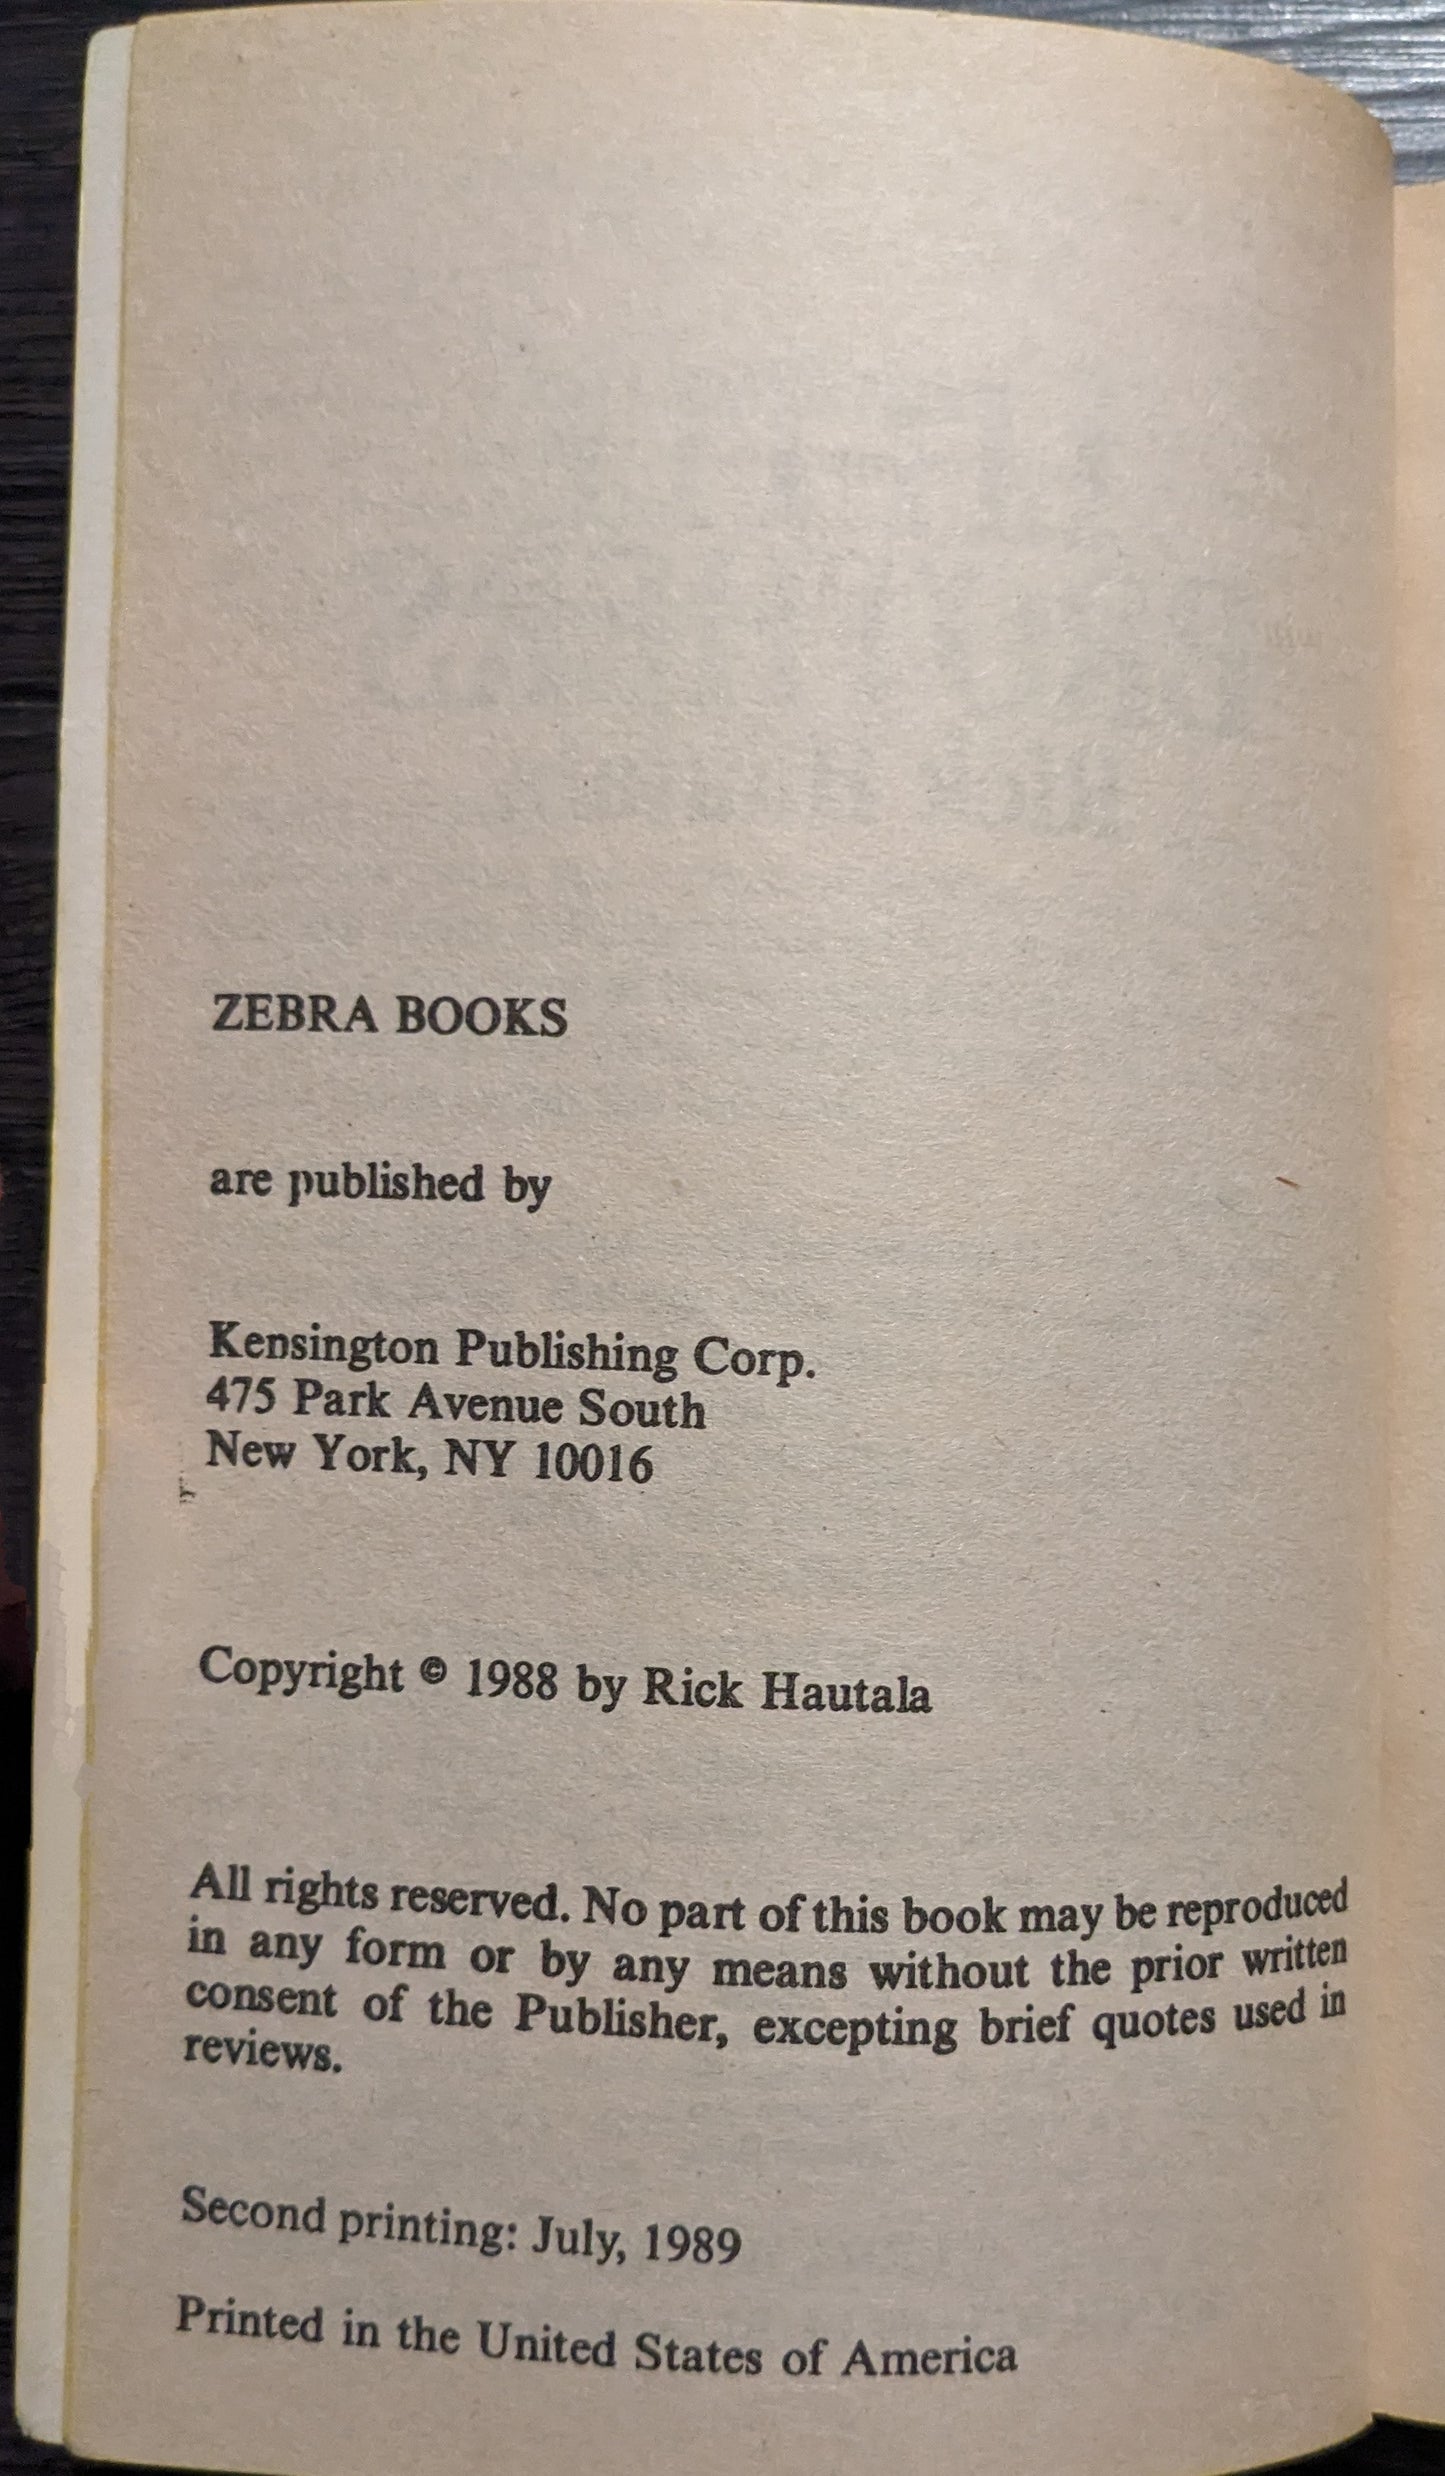 ZEBRA BOOKS
are published by
Kensington Publishing Corp.
475 Park Avenue South
New York, NY 10016
Copyright © 1988 by Rick Hautala
All rights reserved. No part of this book may be reproduced
in any form or by any means without the prior written
consent of the Publisher, excepting brief quotes used in
reviews.
Second printing: July, 1989
Printed in the United States of America